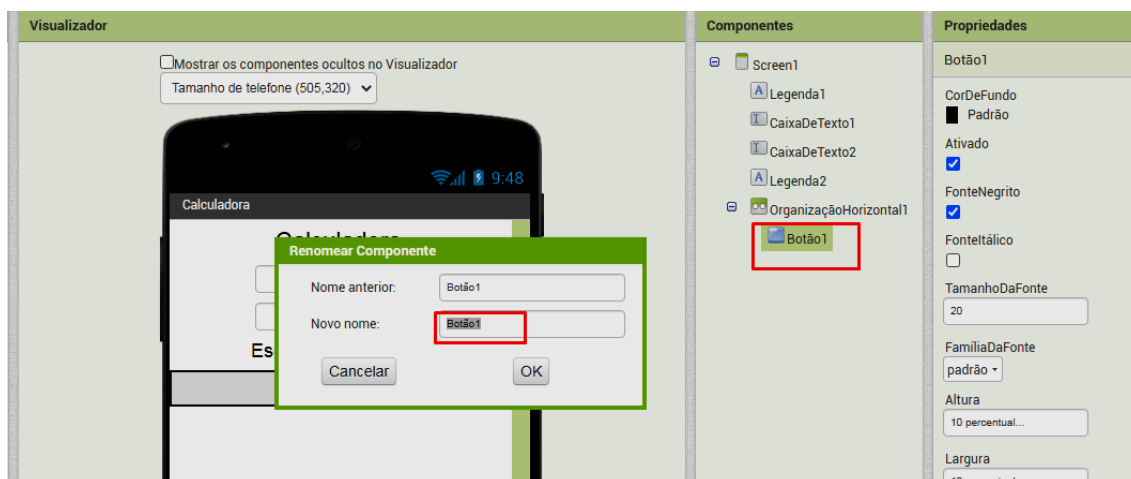 Visualizador
Mostrar os componentes ocultos no Visualizador
Tamanho de telefone (505,320)
9:48
Calculadora
Renomear Componente
Nome anterior:
Botão1
Novo nome:
Botão1
Es
Cancelar
OK
Componentes
Screen1
Legenda1
CaixaDeTexto1
CaixaDeTexto2
Legenda2
OrganizaçãoHorizontal1
Botão1
Propriedades
Botão1
CorDeFundo
Padrão
Ativado
FonteNegrito
FonteItálico
TamanhoDaFonte
20
FamíliaDaFonte
padrão
Altura
10 percentual...
Largura